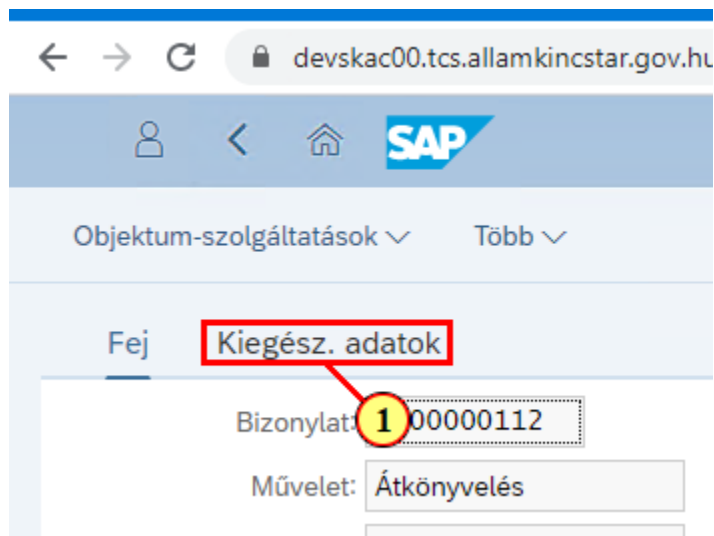 devskac00.tcs.allamkincstar.gov.hu
SAP
Objektum-szolgáltatások Több
Fej Kiegész. adatok
Bizonylat: 1 00000112
Művelet: Átkönyvelés